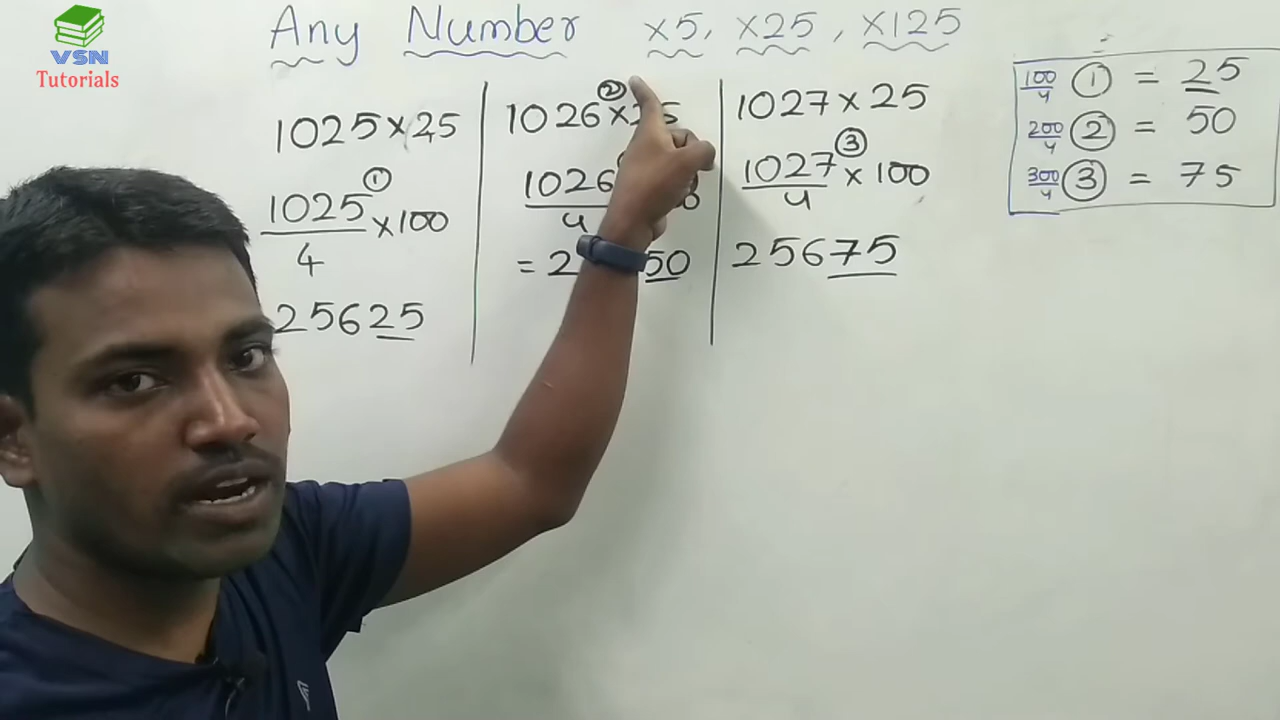 VSN
Tutorials
Any Number ×5, ×25, ×125
1025×25
1025 ①
/4 ×100
25625
1026 ②
1026
4
= 2
50
1027×25
1027 ③
/4 ×100
25675
100/4 ① = 25
200/4 ② = 50
300/4 ③ = 75